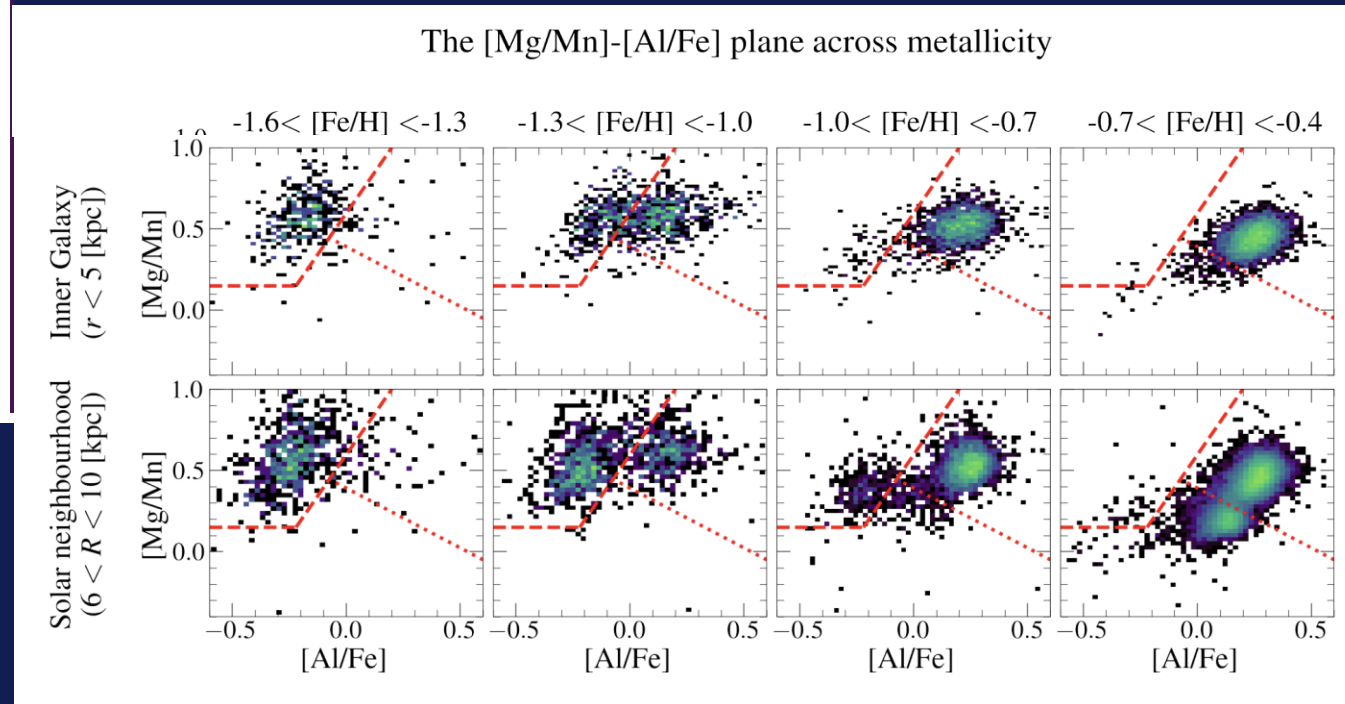 The [Mg/Mn]-[Al/Fe] plane across metallicity
-1.6< [Fe/H] <-1.3
-1.3< [Fe/H] <-1.0
-1.0< [Fe/H] <-0.7
-0.7< [Fe/H] <-0.4
Inner Galaxy
(r < 5 [kpc])
[Mg/Mn]
1.0
1.0
0.5
0.0
Solar neighbourhood
(6 < R < 10 [kpc])
[Mg/Mn]
1.0
0.5
0.0
−0.5 0.0 0.5
−0.5 0.0 0.5
−0.5 0.0 0.5
−0.5 0.0 0.5
[Al/Fe]
[Al/Fe]
[Al/Fe]
[Al/Fe]